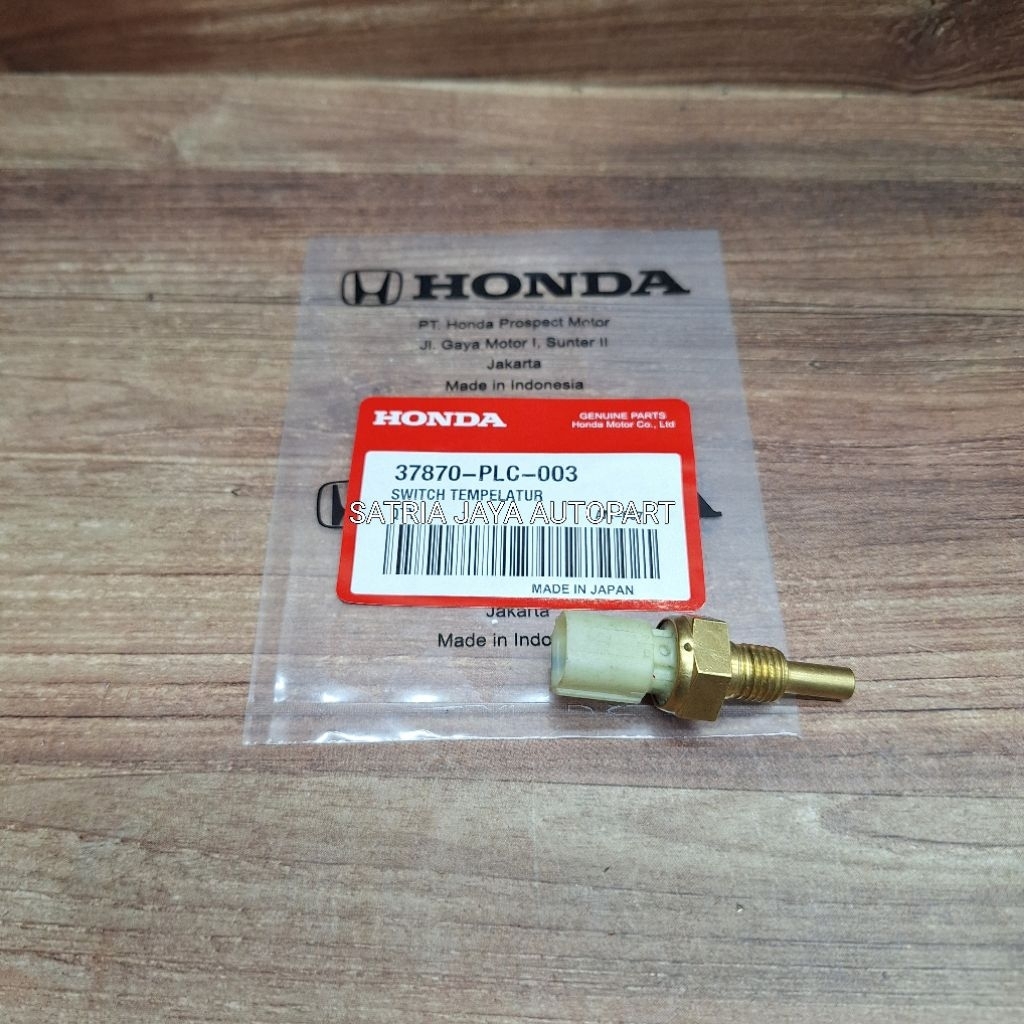 HONDA
PT. Honda Prospect Motor
Jl. Gaya Motor I, Sunter II
Jakarta
Made in Indonesia
HONDA
GENUINE PARTS
Honda Motor Co., Ltd
37870-PLC-003
SWITCH TEMPELATUR
SATRIA JAYA AUTOPART
MADE IN JAPAN
Jakarta
Made in Indo